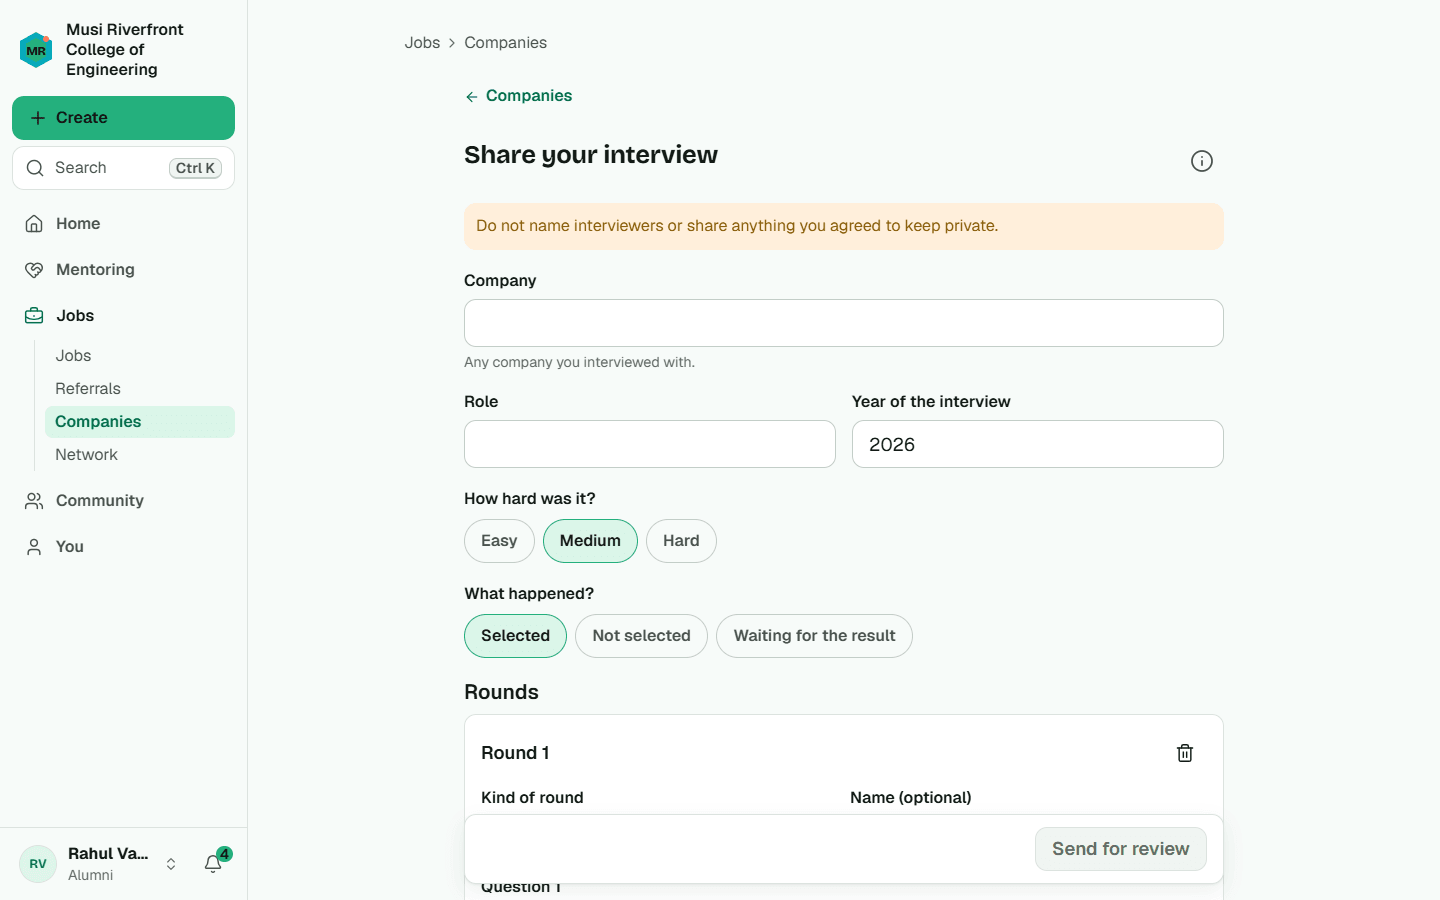 Musi Riverfront
College of
Engineering
MR
Create
Search
Ctrl K
Home
Mentoring
Jobs
Jobs
Referrals
Companies
Network
Community
You
RV
Rahul Va...
Alumni
4
Jobs > Companies
← Companies
Share your interview
Do not name interviewers or share anything you agreed to keep private.
Company
Any company you interviewed with.
Role
Year of the interview
2026
How hard was it?
Easy
Medium
Hard
What happened?
Selected
Not selected
Waiting for the result
Rounds
Round 1
Kind of round
Name (optional)
Send for review
Question 1